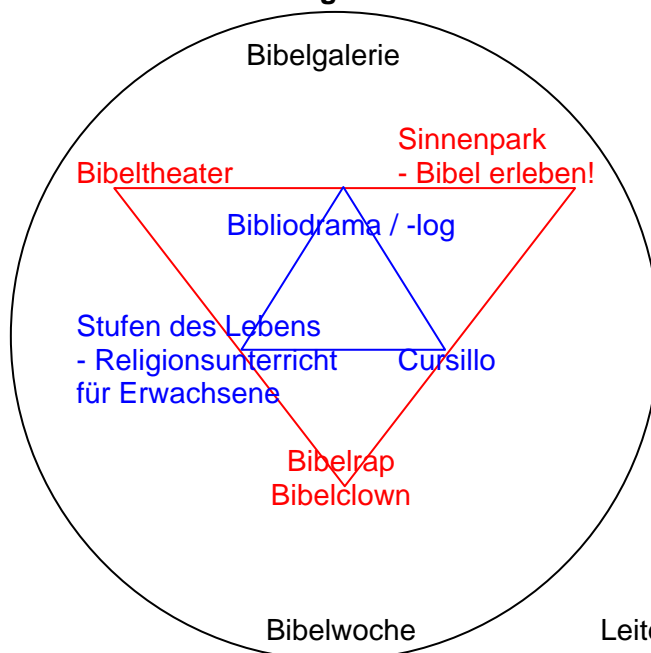 Bibelgalerie
Sinnenpark
Bibeltheater
- Bibel erleben!
Bibliodrama / -log
Stufen des Lebens
- Religionsunterricht
Cursillo
für Erwachsene
Bibelrap
Bibelclown
Bibelwoche